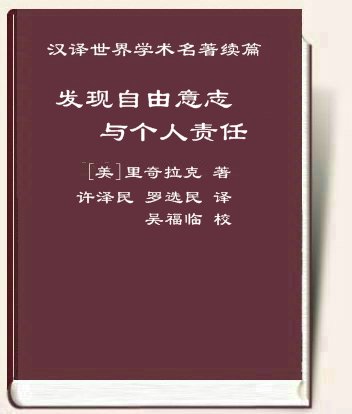 汉译世界学术名著续篇
发现自由意志
与个人责任
[美]里奇拉克 著
许泽民 罗选民 译
吴福临 校